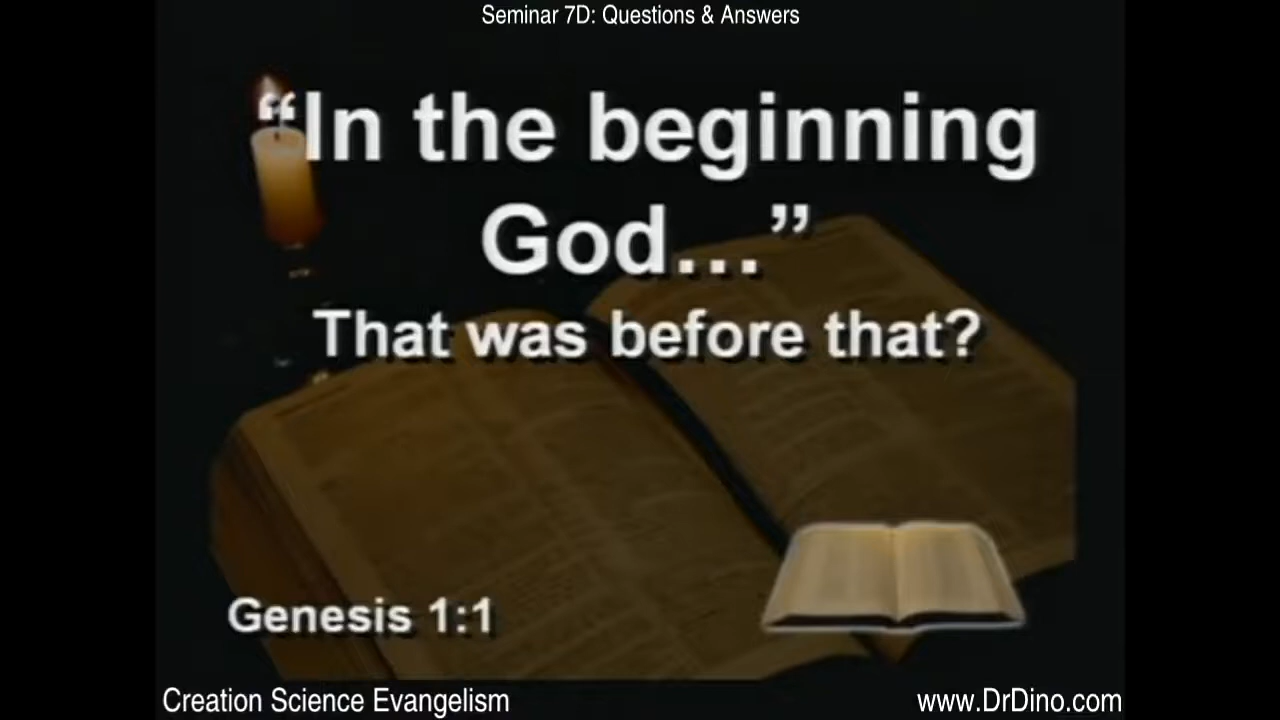 Seminar 7D: Questions & Answers
“In the beginning
God…”
That was before that?
Genesis 1:1
Creation Science Evangelism
www.DrDino.com